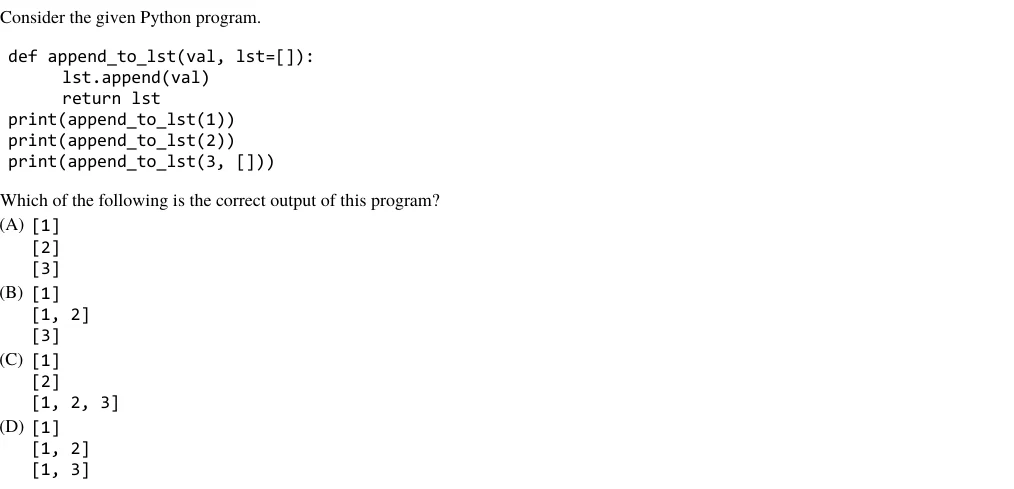 Consider the given Python program.
def append_to_lst(val, lst=[]):
lst.append(val)
return lst
print(append_to_lst(1))
print(append_to_lst(2))
print(append_to_lst(3, []))
Which of the following is the correct output of this program?
(A) [1]
[2]
[3]
(B) [1]
[1, 2]
[3]
(C) [1]
[2]
[1, 2, 3]
(D) [1]
[1, 2]
[1, 3]